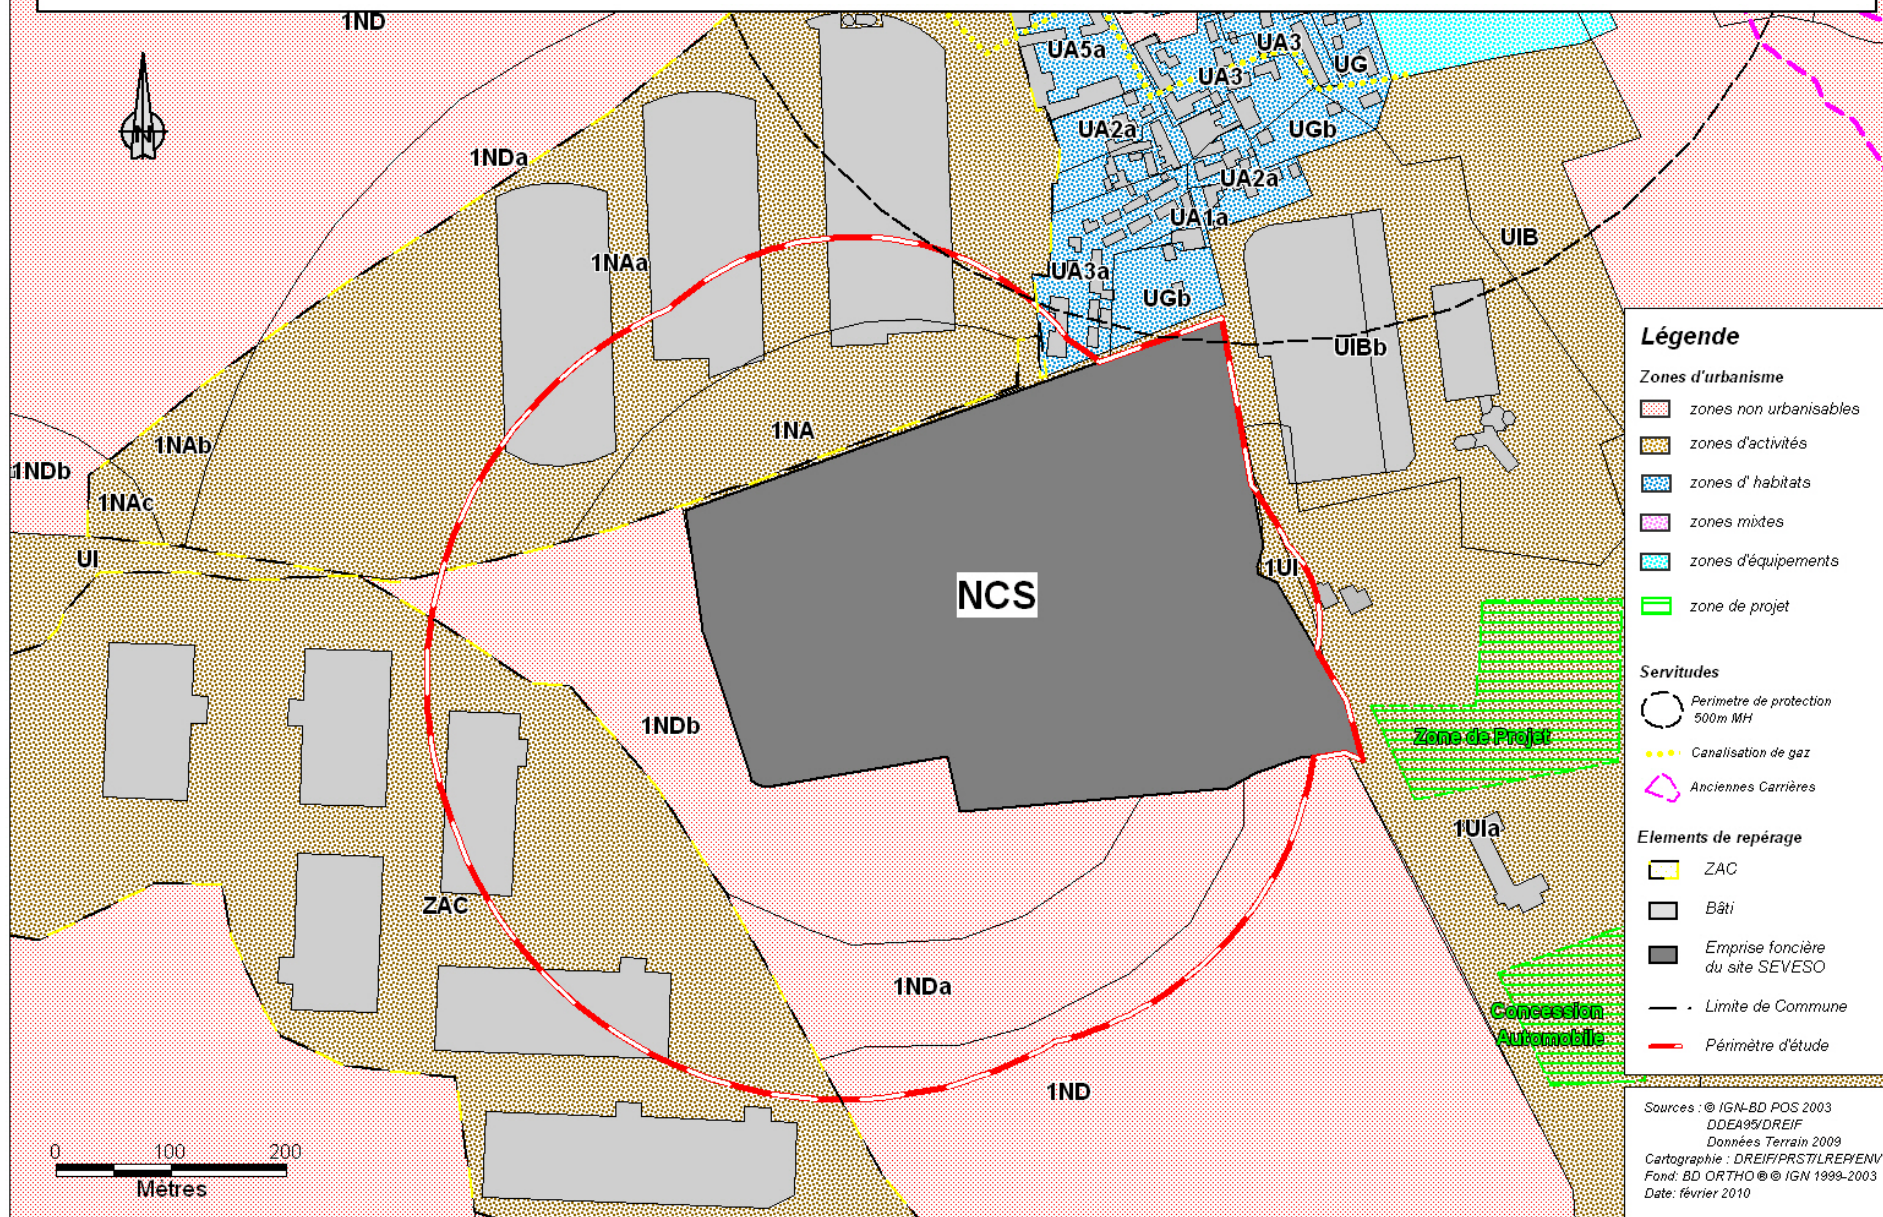 1ND
UA5a
UA3
UG
UA3
1NDa
UA2a
UGb
UA2a
UA1a
UIB
1NAa
UA3a
UGb
UIBb
1NA
1NAb
1NDb
1NAc
UI
NCS
1UI
1NDb
Zone de Projet
1UIa
ZAC
1NDa
Concession
Automobile
1ND
N
0 100 200
Mètres
Légende
Zones d'urbanisme
zones non urbanisables
zones d'activités
zones d' habitats
zones mixtes
zones d'équipements
zone de projet
Servitudes
Perimetre de protection
500m MH
Canalisation de gaz
Anciennes Carrières
Elements de repérage
ZAC
Bâti
Emprise foncière
du site SEVESO
Limite de Commune
Périmètre d'étude
Sources : © IGN-BD POS 2003
DDEA95/DREIF
Données Terrain 2009
Cartographie : DREIF/PRST/LREP/ENV
Fond: BD ORTHO ® © IGN 1999-2003
Date: février 2010